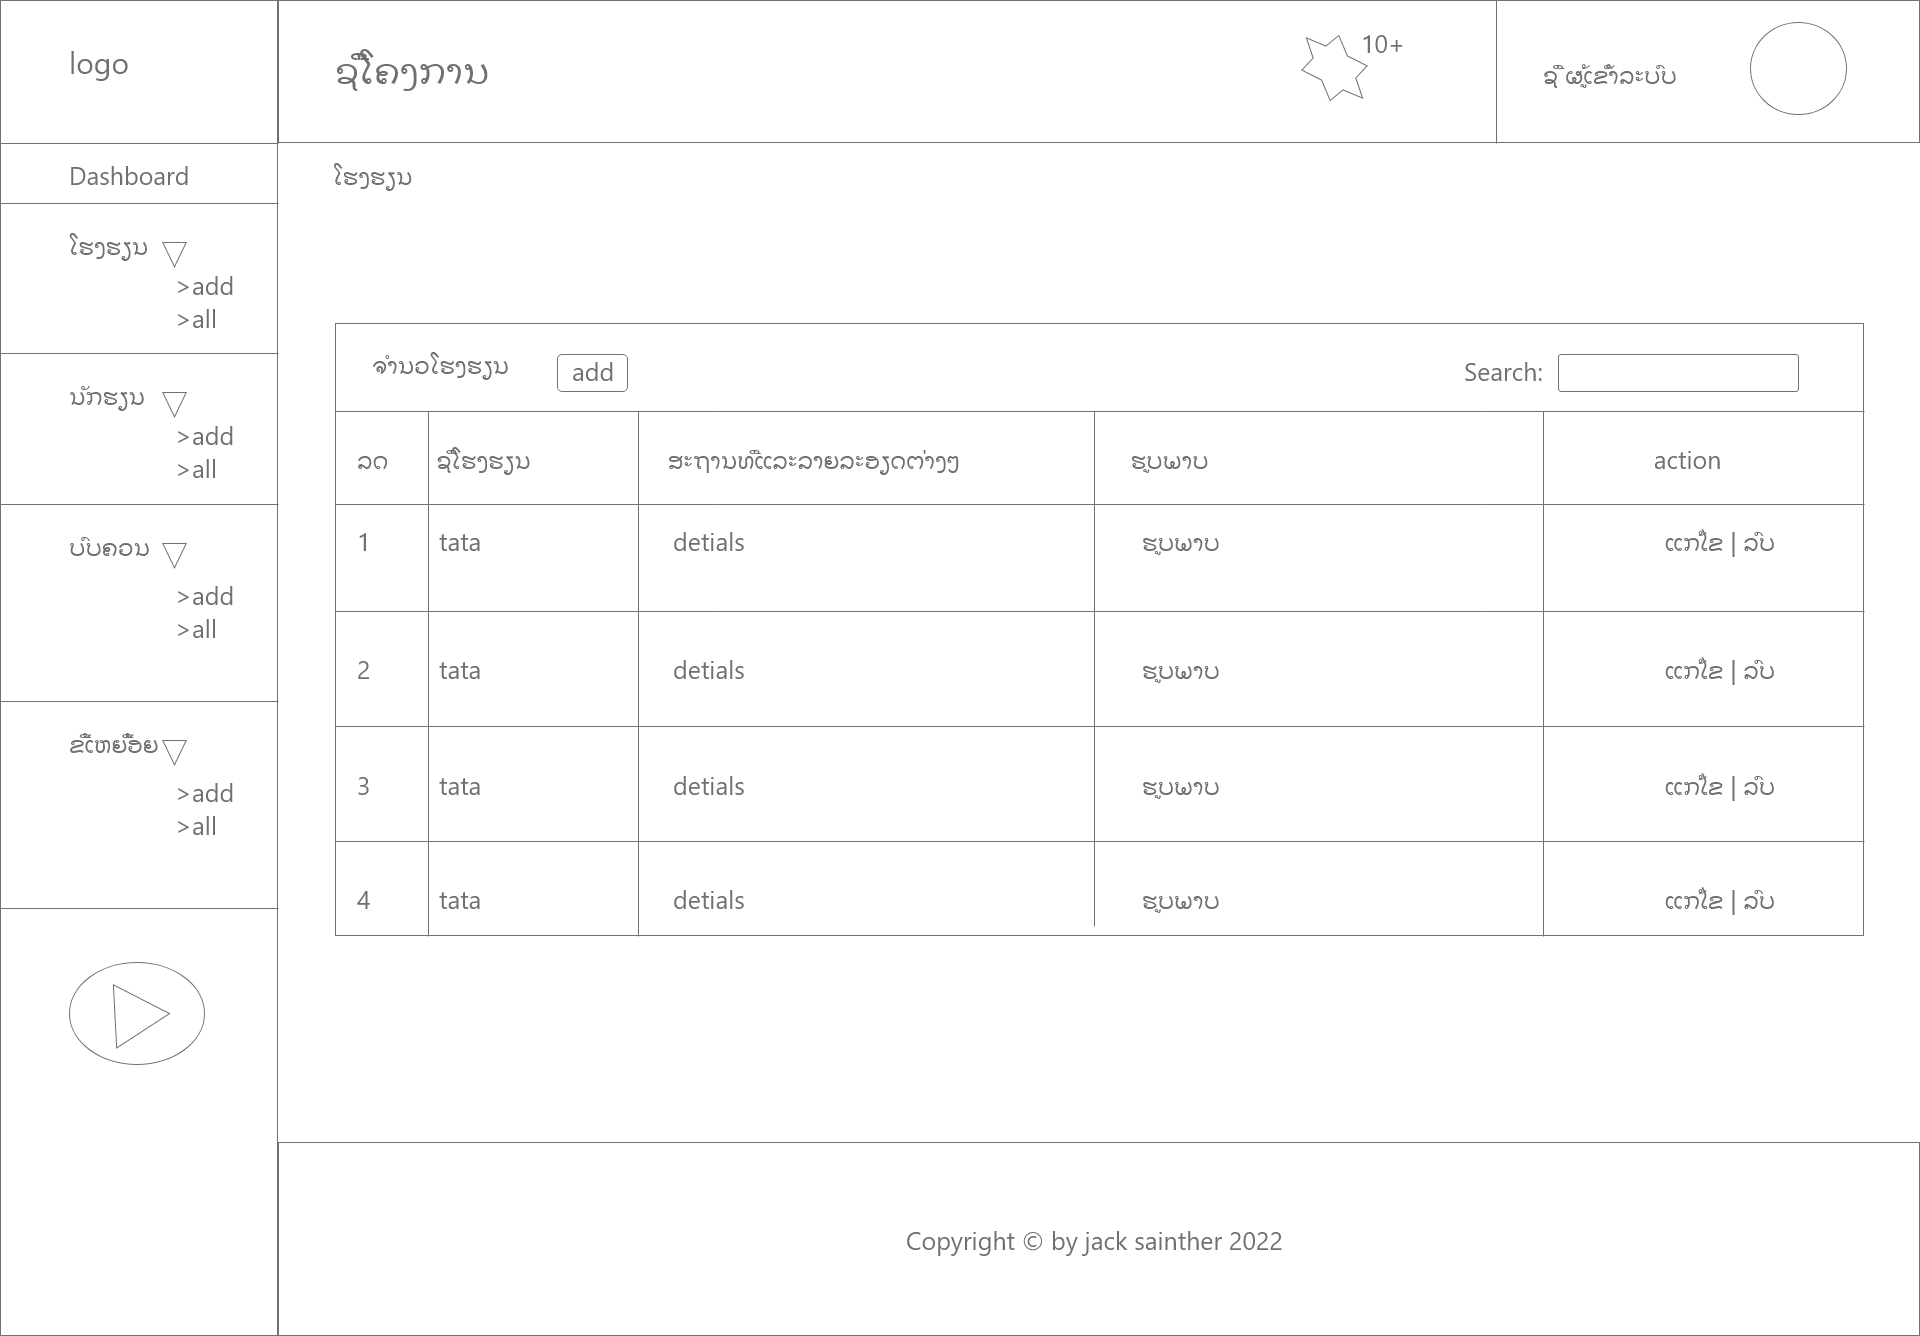 logo
ຊື່ໂຄງການ
10+
ຊື່ ຜູ້ເຂົ້າລະບົບ
Dashboard
ໂຮງຮຽນ
>add
>all
ນັກຮຽນ
>add
>all
ບົບຄວນ
>add
>all
ຂີ້ເຫຍື້ອຍ
>add
>all
ໂຮງຮຽນ
ຈຳນວໂຮງຮຽນ
add
Search:
ລດ ຊື່ໂຮງຮຽນ ສະຖານທີ່ແລະລາຍລະອຽດຕ່າງໆ ຮູບພາບ action
1 tata detials ຮູບພາບ ແກ້ໄຂ | ລົບ
2 tata detials ຮູບພາບ ແກ້ໄຂ | ລົບ
3 tata detials ຮູບພາບ ແກ້ໄຂ | ລົບ
4 tata detials ຮູບພາບ ແກ້ໄຂ | ລົບ
Copyright © by jack sainther 2022